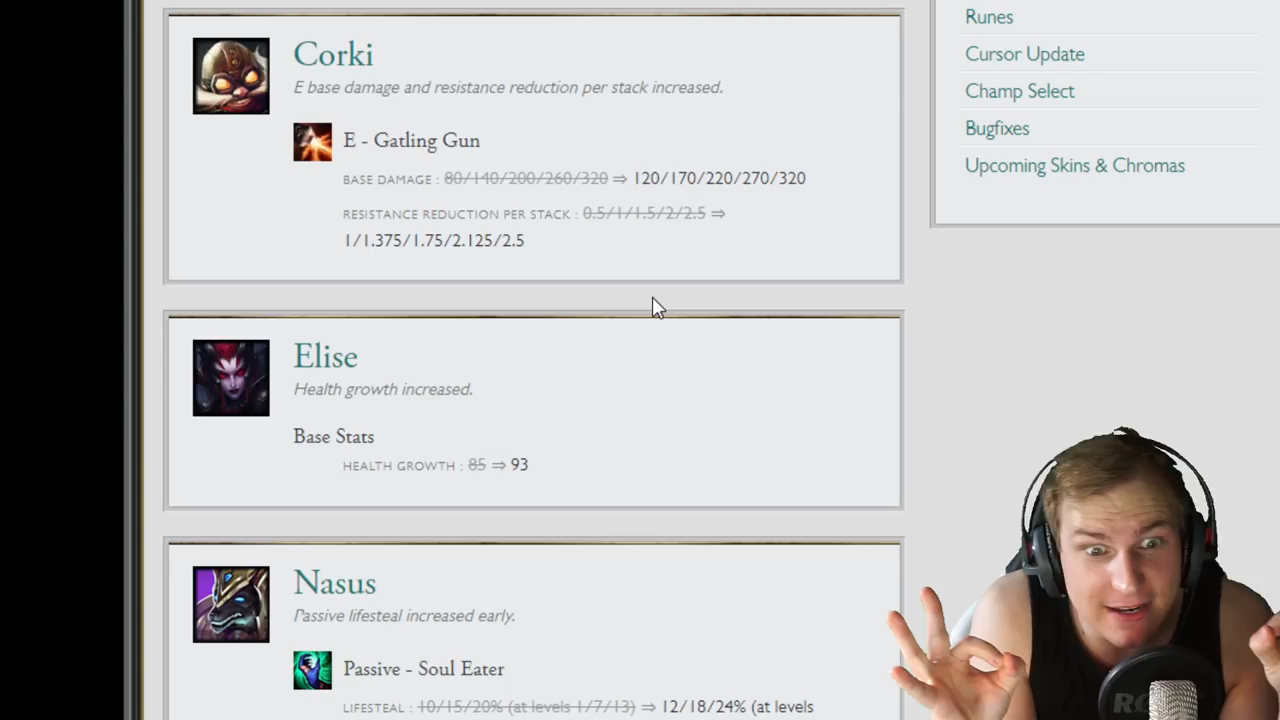 Corki
E base damage and resistance reduction per stack increased.
E - Gatling Gun
BASE DAMAGE : 80/140/200/260/320 ⇒ 120/170/220/270/320
RESISTANCE REDUCTION PER STACK : 0.5/1/1.5/2/2.5 ⇒
1/1.375/1.75/2.125/2.5
Elise
Health growth increased.
Base Stats
HEALTH GROWTH : 85 ⇒ 93
Nasus
Passive lifesteal increased early.
Passive - Soul Eater
LIFESTEAL : 10/15/20% (at levels 1/7/13) ⇒ 12/18/24% (at levels
Runes
Cursor Update
Champ Select
Bugfixes
Upcoming Skins & Chromas